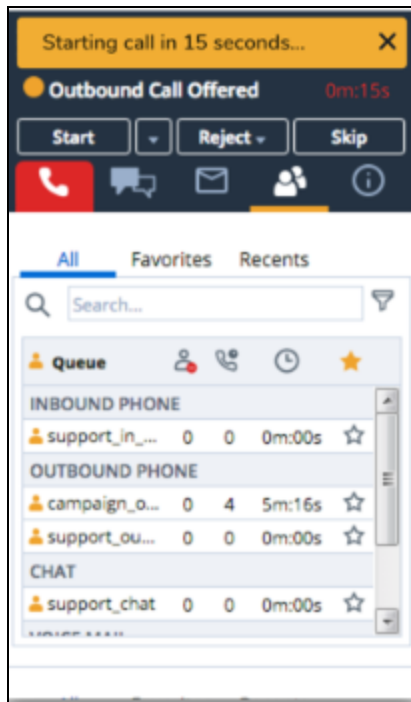 Starting call in 15 seconds...
Outbound Call Offered 0m:15s
Start Reject Skip
All Favorites Recents
Search...
Queue
INBOUND PHONE
support_in_... 0 0 0m:00s
OUTBOUND PHONE
campaign_o... 0 4 5m:16s
support_ou... 0 0 0m:00s
CHAT
support_chat 0 0 0m:00s